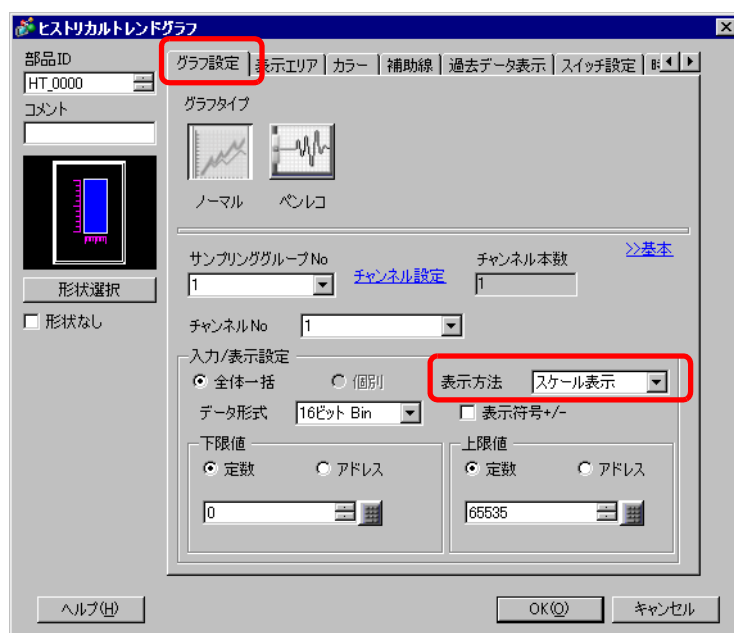 ヒストリカルトレンドグラフ
部品ID
HT_0000
コメント
形状選択
形状なし
グラフ設定 表示エリア カラー 補助線 過去データ表示 スイッチ設定
グラフタイプ
ノーマル ペンレコ
>>基本
サンプリンググループNo チャンネル設定 チャンネル本数
1 1
チャンネルNo 1
入力/表示設定
全体一括 個別 表示方法 スケール表示
データ形式 16ビット Bin 表示符号+/-
下限値 上限値
定数 アドレス 定数 アドレス
0 65535
ヘルプ(H) OK(O) キャンセル